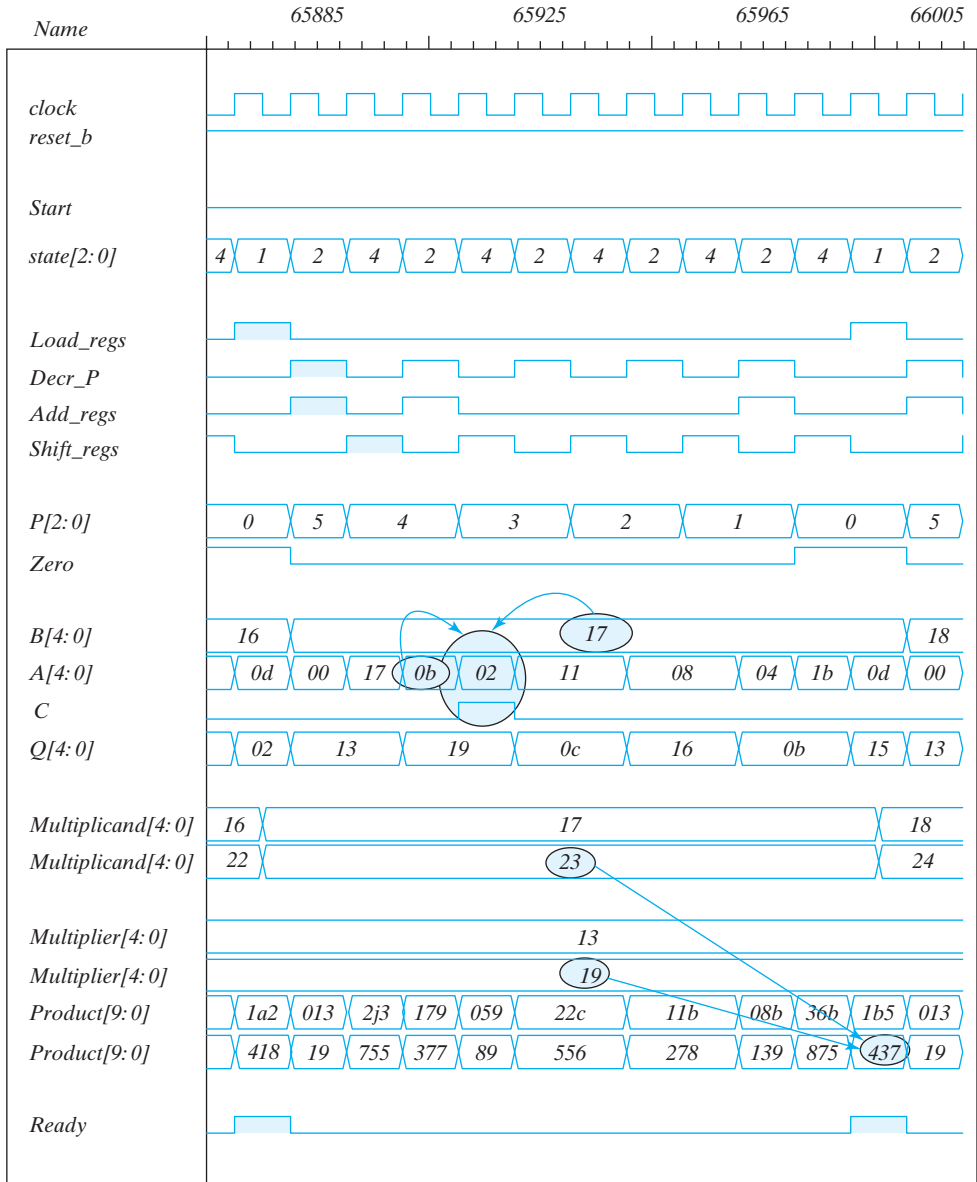 Name 65885 65925 65965 66005
clock
reset_b
Start
state[2:0] 4 1 2 4 2 4 2 4 2 4 2 4 1 2
Load_regs
Decr_P
Add_regs
Shift_regs
P[2:0] 0 5 4 3 2 1 0 5
Zero
B[4:0] 16 17 18
A[4:0] 0d 00 17 0b 02 11 08 04 1b 0d 00
C
Q[4:0] 02 13 19 0c 16 0b 15 13
Multiplicand[4:0] 16 17 18
Multiplicand[4:0] 22 23 24
Multiplier[4:0] 13
Multiplier[4:0] 19
Product[9:0] 1a2 013 2j3 179 059 22c 11b 08b 36b 1b5 013
Product[9:0] 418 19 755 377 89 556 278 139 875 437 19
Ready